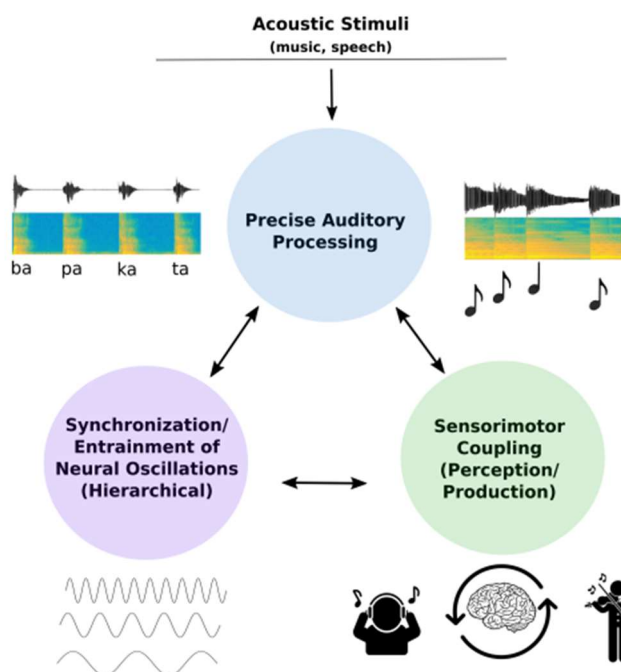 Acoustic Stimuli
(music, speech)
Precise Auditory
Processing
ba pa ka ta
Synchronization/
Entrainment of
Neural Oscillations
(Hierarchical)
Sensorimotor
Coupling
(Perception/
Production)